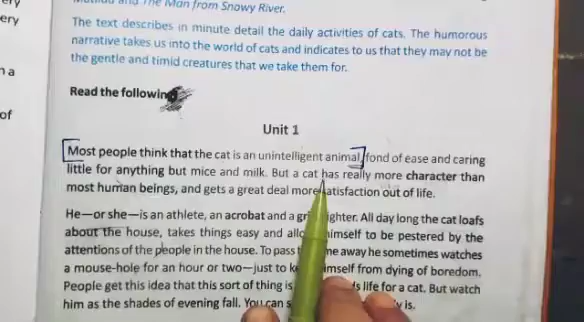 ery
ery
n a
of
and The Man from Snowy River.
The text describes in minute detail the daily activities of cats. The humorous
narrative takes us into the world of cats and indicates to us that they may not be
the gentle and timid creatures that we take them for.
Read the following
Unit 1
Most people think that the cat is an unintelligent animal, fond of ease and caring
little for anything but mice and milk. But a cat has really more character than
most human beings, and gets a great deal more satisfaction out of life.
He—or she—is an athlete, an acrobat and a fighter. All day long the cat loafs
about the house, takes things easy and himself to be pestered by the
attentions of the people in the house. To pass away he sometimes watches
a mouse-hole for an hour or two—just to himself from dying of boredom.
People get this idea that this sort of thing is life for a cat. But watch
him as the shades of evening fall. You can is.